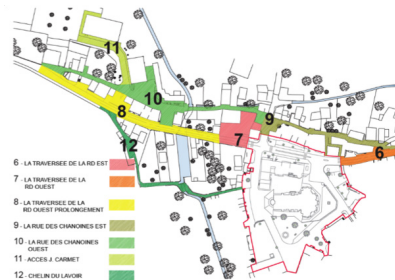 11
10
8
9
12
7
6
6 - LA TRAVERSEE DE LA RD EST
7 - LA TRAVERSEE DE LA
RD OUEST
8 - LA TRAVERSEE DE LA
RD OUEST PROLONGEMENT
9 - LA RUE DES CHANOINES EST
10 - LA RUE DES CHANOINES
OUEST
11 - ACCES J. CARMET
12 - CHELIN DU LAVOIR